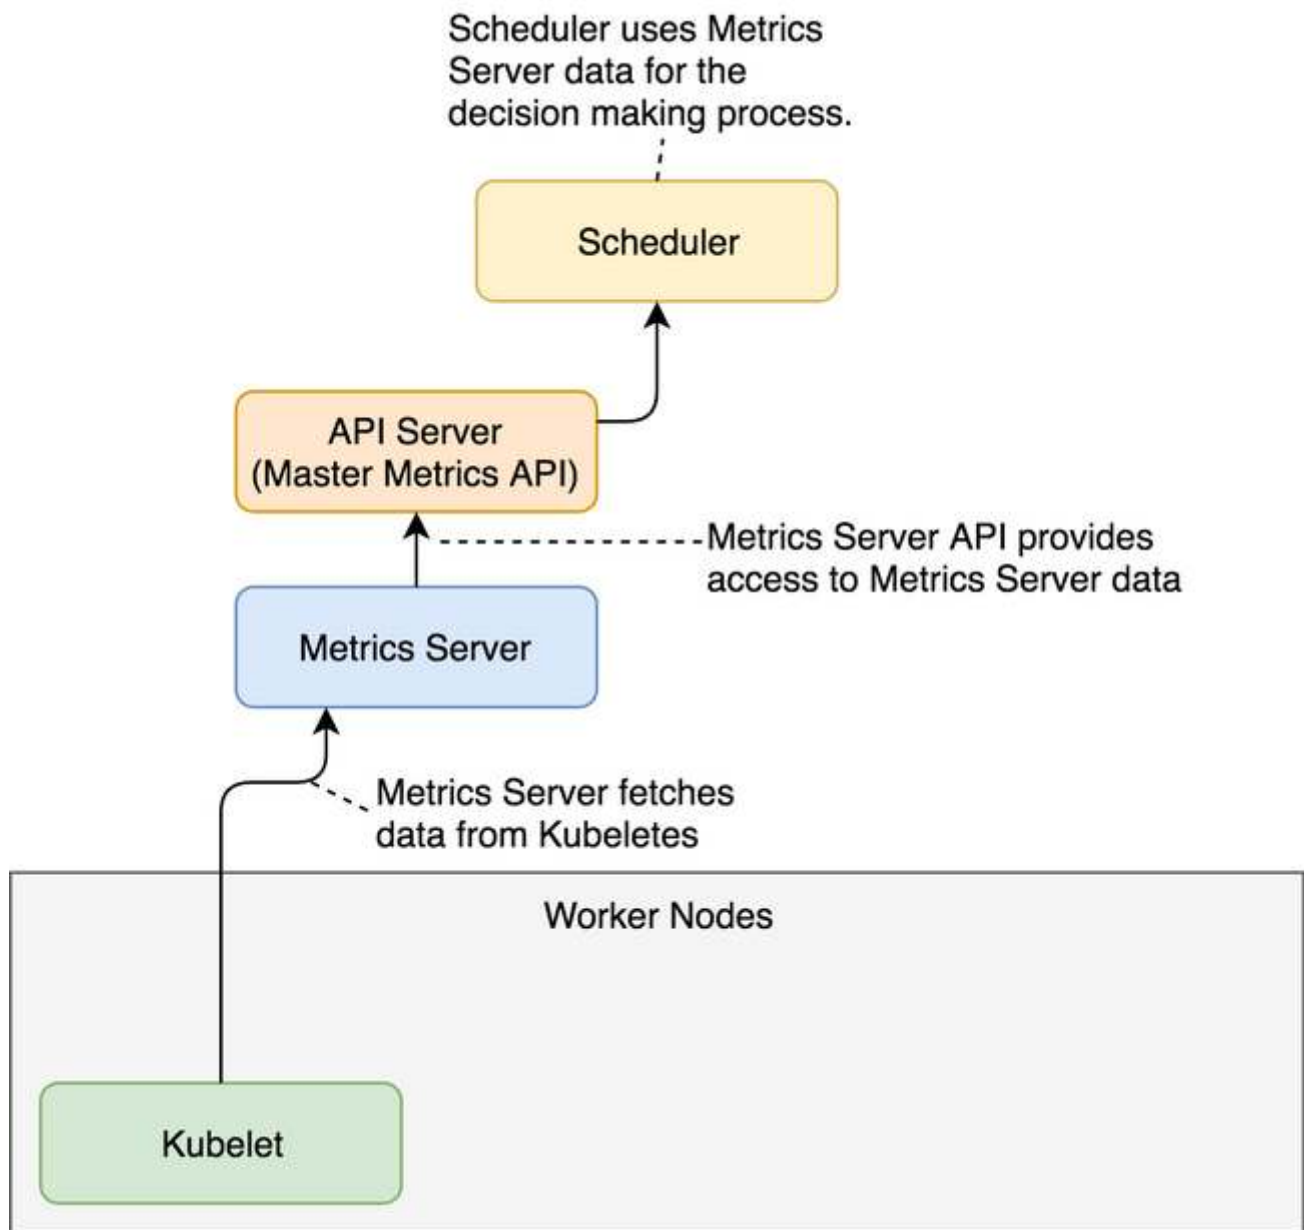 Scheduler uses Metrics
Server data for the
decision making process.
Scheduler
API Server
(Master Metrics API)
Metrics Server API provides
access to Metrics Server data
Metrics Server
Metrics Server fetches
data from Kubeletes
Worker Nodes
Kubelet